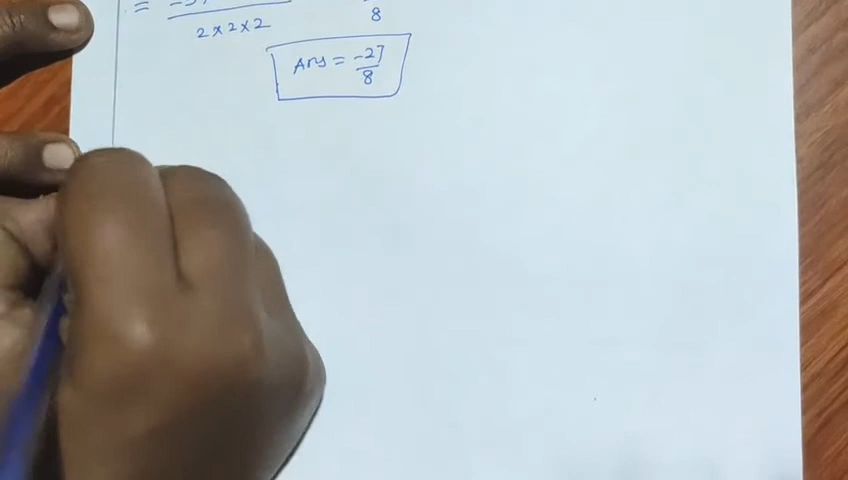 =
2×2×2
8
Ans = -27/8